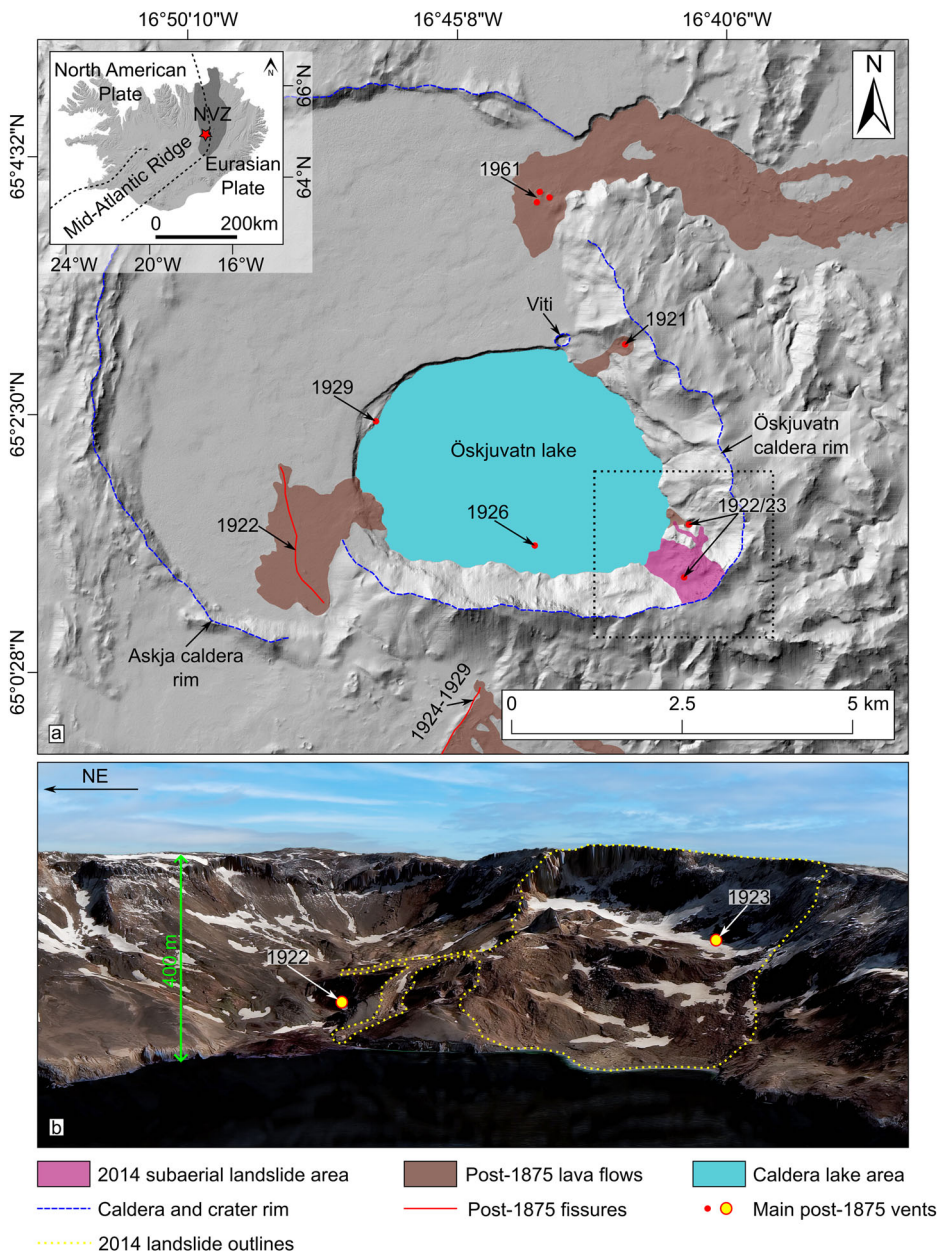 16°50'10"
16°45'8"
16°40'6"
North American
Plate
N
66°N
NVZ
Mid-Atlantic Ridge
Eurasian
Plate
64°N
0 200km
24°W 20°W 16°W
N
65°4'32"N
1961
Viti
1921
65°2'30"N
1929
Öskjuvatn lake
Öskjuvatn
caldera rim
1922/23
1926
1922
Askja caldera
rim
65°0'28"N
1924-1929
0 2.5 5 km
a
NE
400 m
1922
1923
b
2014 subaerial landslide area
Post-1875 lava flows
Caldera lake area
Caldera and crater rim
Post-1875 fissures
Main post-1875 vents
2014 landslide outlines